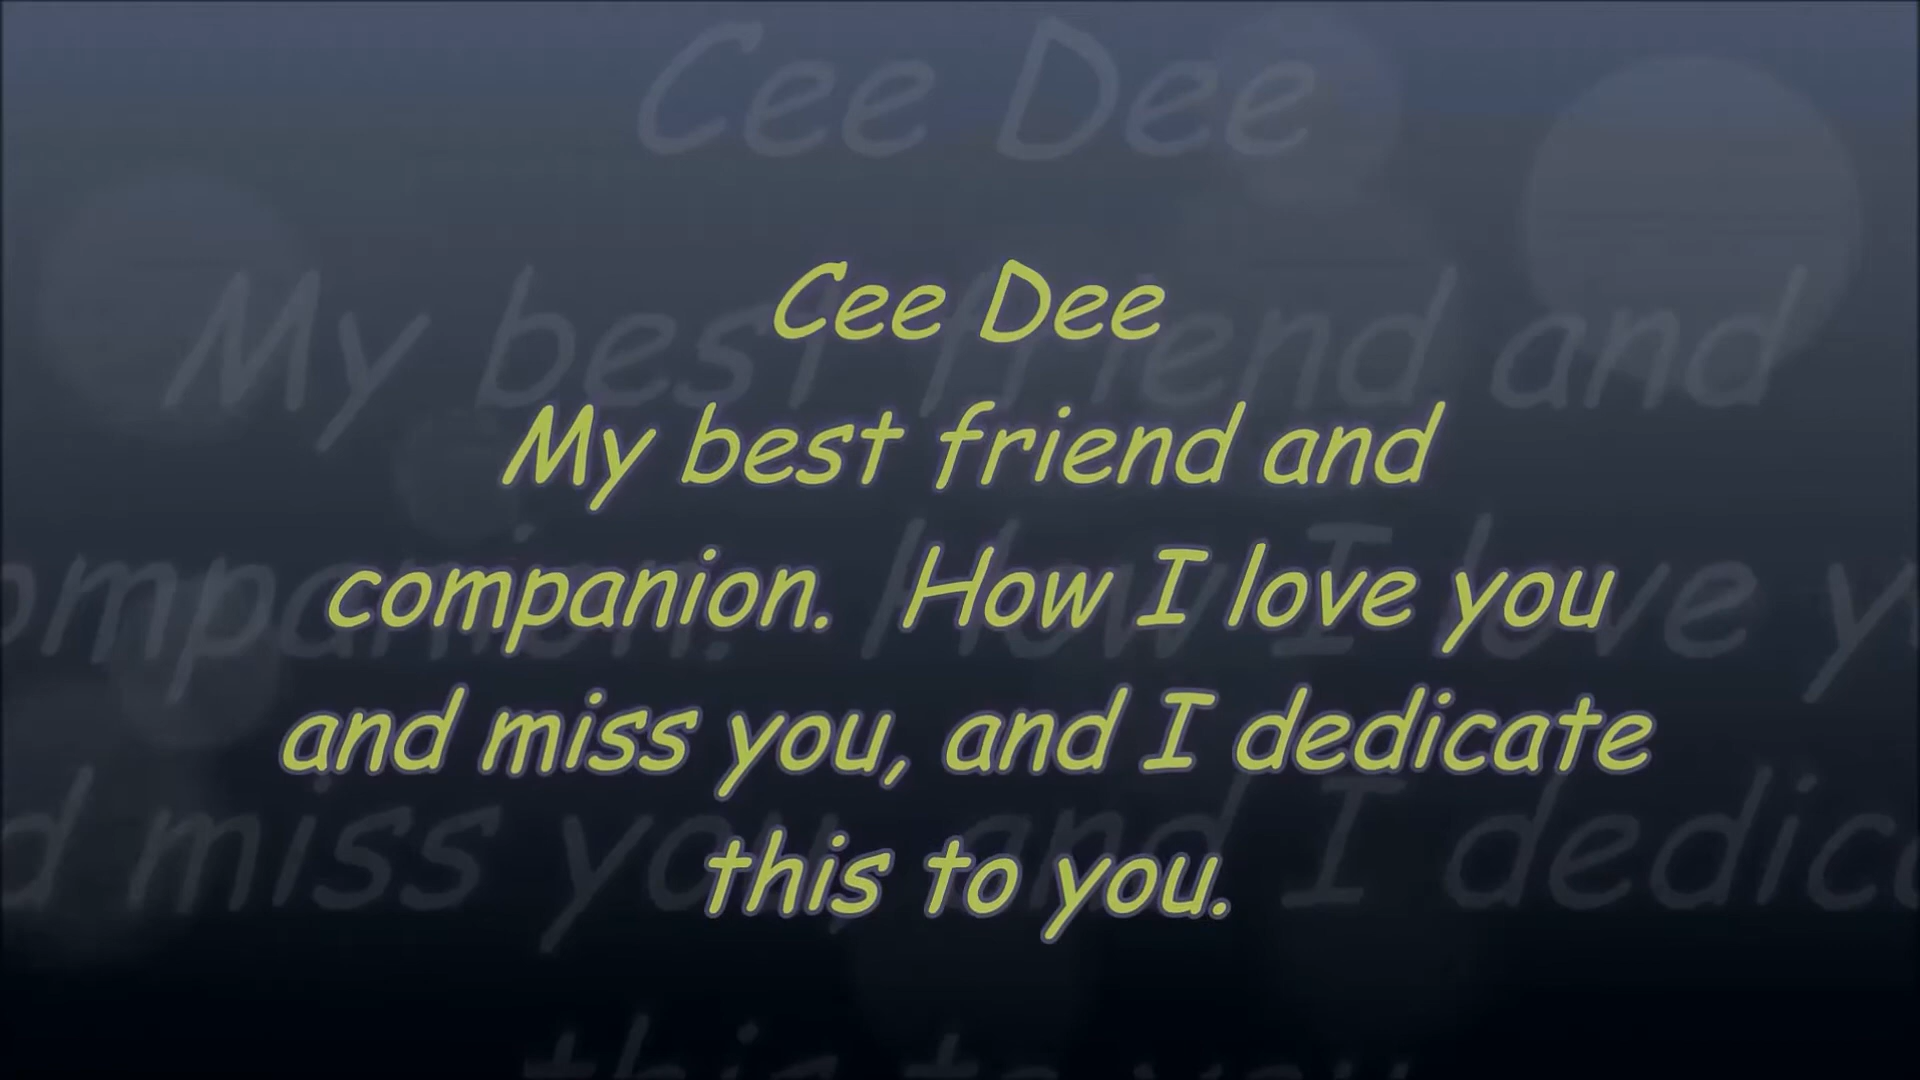 Cee Dee
My best friend and
companion.  How I love you
and miss you, and I dedicate
this to you.